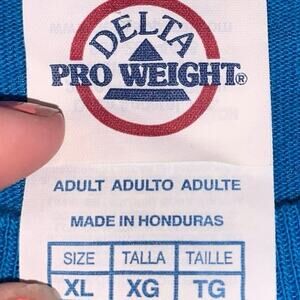 DELTA
PRO WEIGHT®
ADULT ADULTO ADULTE
MADE IN HONDURAS
SIZE TALLA TAILLE
XL XG TG